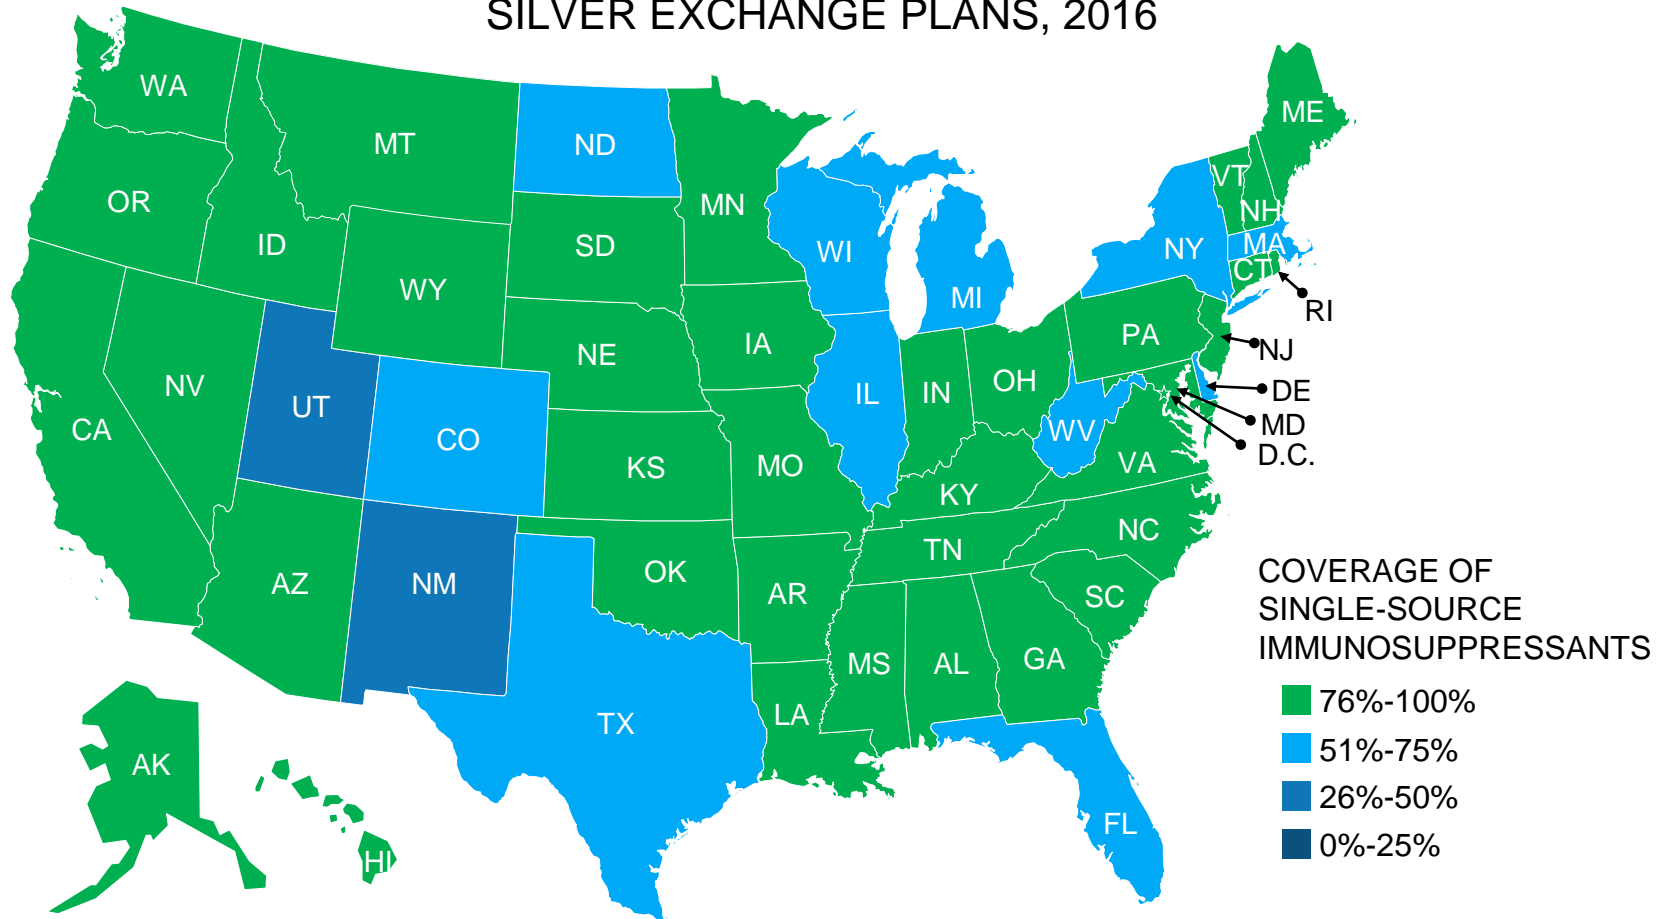 SILVER EXCHANGE PLANS, 2016
WA
MT
ND
MN
ME
OR
ID
SD
WI
MI
NY
VT
NH
MA
CT
RI
WY
NE
IA
PA
NJ
NV
UT
CO
KS
MO
IL
IN
OH
WV
DE
MD
D.C.
CA
VA
KY
NC
TN
AZ
NM
OK
AR
SC
MS
AL
GA
LA
TX
AK
HI
FL
COVERAGE OF
SINGLE-SOURCE
IMMUNOSUPPRESSANTS
76%-100%
51%-75%
26%-50%
0%-25%